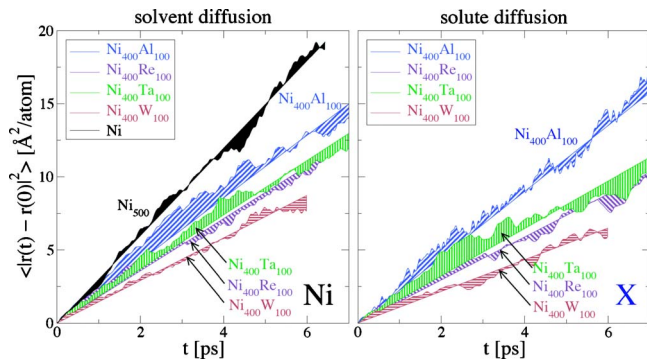 solvent diffusion
solute diffusion
<|r(t) − r(0)|²> [Å²/atom]
20
15
10
5
0
Ni₄₀₀Al₁₀₀
Ni₄₀₀Re₁₀₀
Ni₄₀₀Ta₁₀₀
Ni₄₀₀W₁₀₀
Ni
Ni₄₀₀Al₁₀₀
Ni₅₀₀
Ni₄₀₀Ta₁₀₀
Ni₄₀₀Re₁₀₀
Ni₄₀₀W₁₀₀
Ni
0 2 4 6
t [ps]
Ni₄₀₀Al₁₀₀
Ni₄₀₀Re₁₀₀
Ni₄₀₀Ta₁₀₀
Ni₄₀₀W₁₀₀
Ni₄₀₀Al₁₀₀
Ni₄₀₀Ta₁₀₀
Ni₄₀₀Re₁₀₀
Ni₄₀₀W₁₀₀
X
0 2 4 6
t [ps]